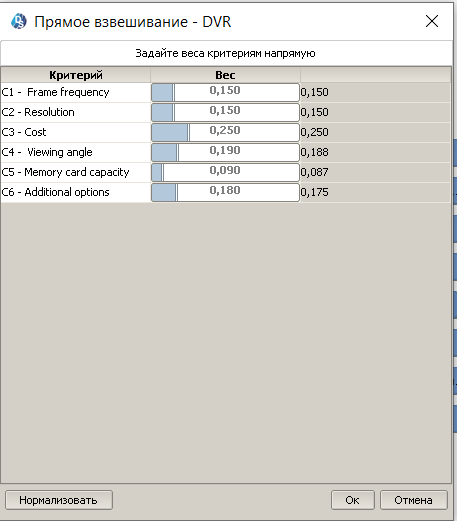 Прямое взвешивание - DVR
Задайте веса критериям напрямую
Критерий Вес
C1 - Frame frequency 0,150 0,150
C2 - Resolution 0,150 0,150
C3 - Cost 0,250 0,250
C4 - Viewing angle 0,190 0,188
C5 - Memory card capacity 0,090 0,087
C6 - Additional options 0,180 0,175
Нормализовать Ок Отмена